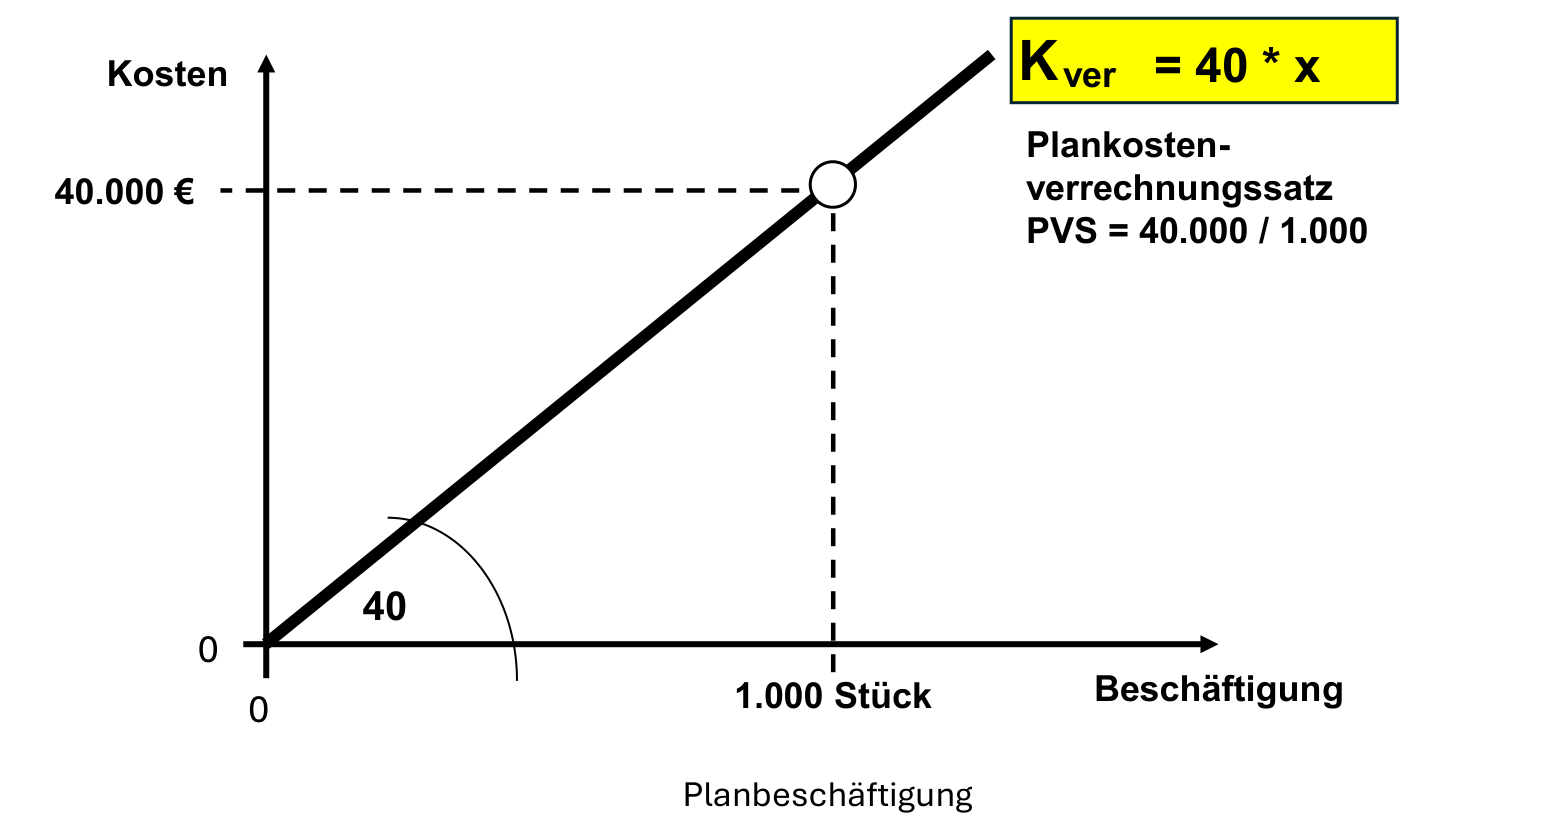 Kosten
K ver = 40 * x
Plankosten-
verrechnungssatz
PVS = 40.000 / 1.000
40.000 €
40
0
0
1.000 Stück
Beschäftigung
Planbeschäftigung